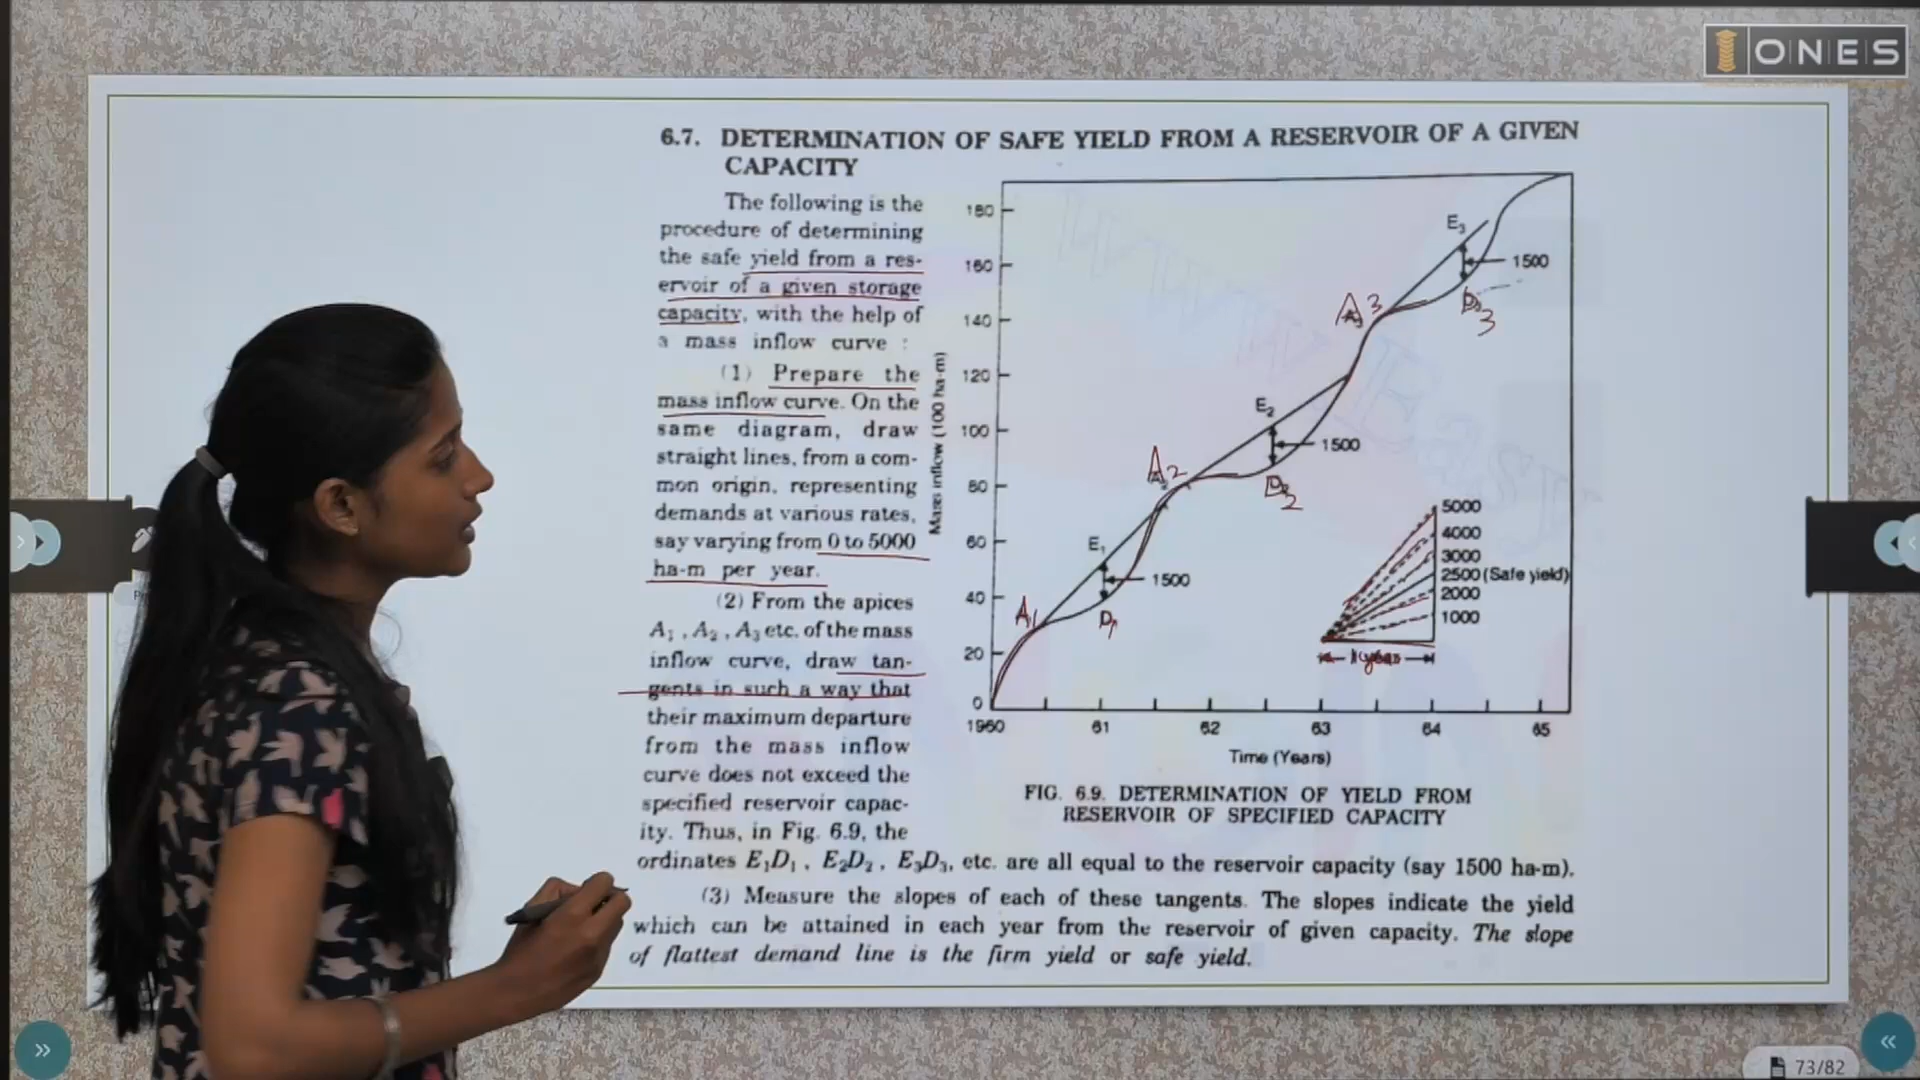 ONES
6.7. DETERMINATION OF SAFE YIELD FROM A RESERVOIR OF A GIVEN
CAPACITY
The following is the
procedure of determining
the safe yield from a res-
ervoir of a given storage
capacity, with the help of
a mass inflow curve :
(1) Prepare the
mass inflow curve. On the
same diagram, draw
straight lines, from a com-
mon origin, representing
demands at various rates,
say varying from 0 to 5000
ha-m per year.
(2) From the apices
A₁ , A₂ , A₃ etc. of the mass
inflow curve, draw tan-
gents in such a way that
their maximum departure
from the mass inflow
curve does not exceed the
specified reservoir capac-
ity. Thus, in Fig. 6.9, the
ordinates E₁D₁ , E₂D₂ , E₃D₃, etc. are all equal to the reservoir capacity (say 1500 ha-m).
(3) Measure the slopes of each of these tangents. The slopes indicate the yield
which can be attained in each year from the reservoir of given capacity. The slope
of flattest demand line is the firm yield or safe yield.
Mass inflow (100 ha-m)
180
160
140
120
100
80
60
40
20
0
1960 61 62 63 64 65
Time (Years)
E₃
1500
A3
D3
E₂
1500
A2
D2
E₁
1500
A1
D1
5000
4000
3000
2500 (Safe yield)
2000
1000
1 year
FIG. 6.9. DETERMINATION OF YIELD FROM
RESERVOIR OF SPECIFIED CAPACITY
73/82